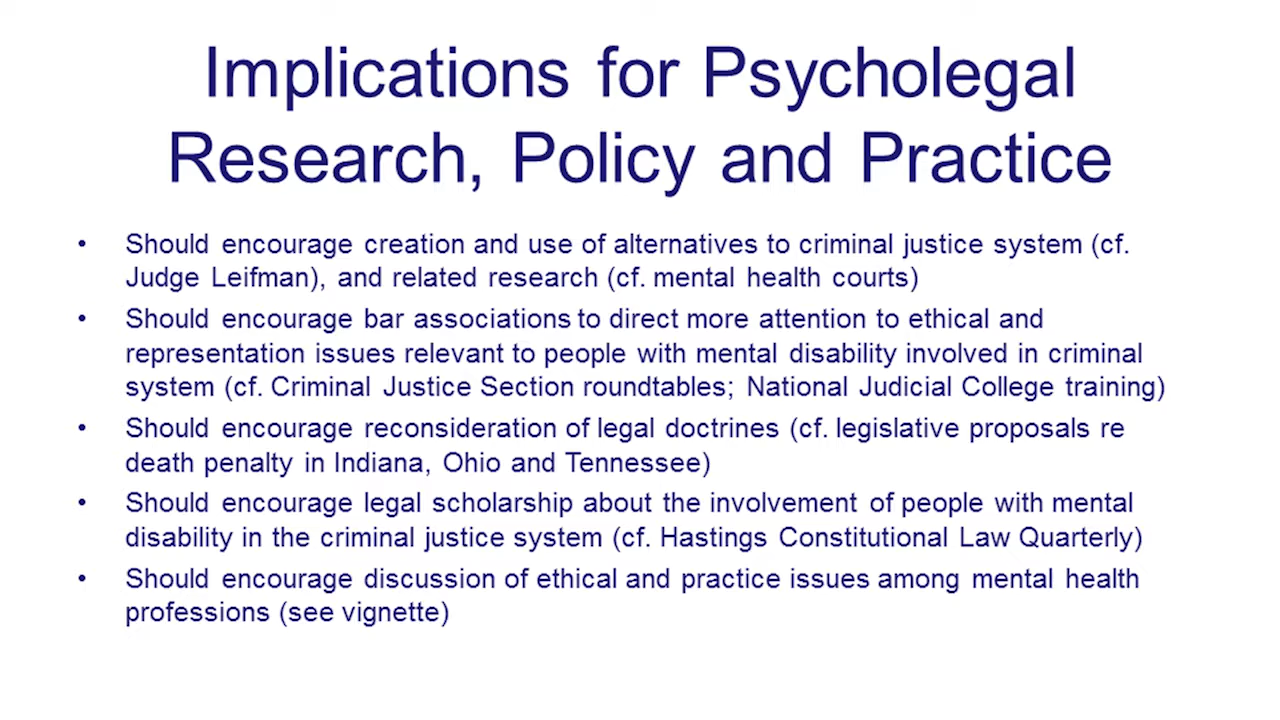 Implications for Psycholegal
Research, Policy and Practice
• Should encourage creation and use of alternatives to criminal justice system (cf.
Judge Leifman), and related research (cf. mental health courts)
• Should encourage bar associations to direct more attention to ethical and
representation issues relevant to people with mental disability involved in criminal
system (cf. Criminal Justice Section roundtables; National Judicial College training)
• Should encourage reconsideration of legal doctrines (cf. legislative proposals re
death penalty in Indiana, Ohio and Tennessee)
• Should encourage legal scholarship about the involvement of people with mental
disability in the criminal justice system (cf. Hastings Constitutional Law Quarterly)
• Should encourage discussion of ethical and practice issues among mental health
professions (see vignette)